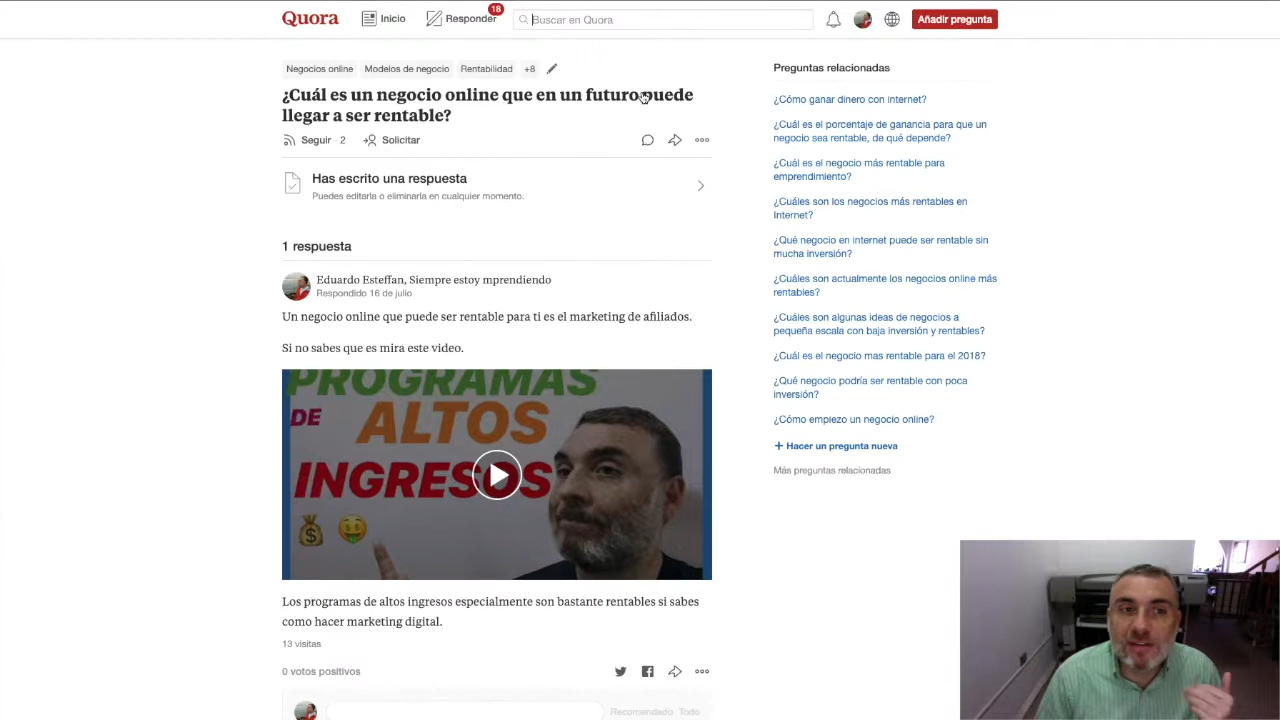 Quora
Inicio
Responder
18
Buscar en Quora
Añadir pregunta
Negocios online
Modelos de negocio
Rentabilidad
+8
¿Cuál es un negocio online que en un futuro puede
llegar a ser rentable?
Seguir · 2
Solicitar
Has escrito una respuesta
Puedes editarla o eliminarla en cualquier momento.
1 respuesta
Eduardo Esteffan, Siempre estoy mprendiendo
Respondido 16 de julio
Un negocio online que puede ser rentable para ti es el marketing de afiliados.
Si no sabes que es mira este video.
PROGRAMAS
DE ALTOS
INGRESOS
Los programas de altos ingresos especialmente son bastante rentables si sabes
como hacer marketing digital.
13 visitas
0 votos positivos
Recomendado Todo
Preguntas relacionadas
¿Cómo ganar dinero con internet?
¿Cuál es el porcentaje de ganancia para que un
negocio sea rentable, de qué depende?
¿Cuál es el negocio más rentable para
emprendimiento?
¿Cuáles son los negocios más rentables en
Internet?
¿Qué negocio en internet puede ser rentable sin
mucha inversión?
¿Cuáles son actualmente los negocios online más
rentables?
¿Cuáles son algunas ideas de negocios a
pequeña escala con baja inversión y rentables?
¿Cuál es el negocio mas rentable para el 2018?
¿Qué negocio podría ser rentable con poca
inversión?
¿Cómo empiezo un negocio online?
+ Hacer un pregunta nueva
Más preguntas relacionadas